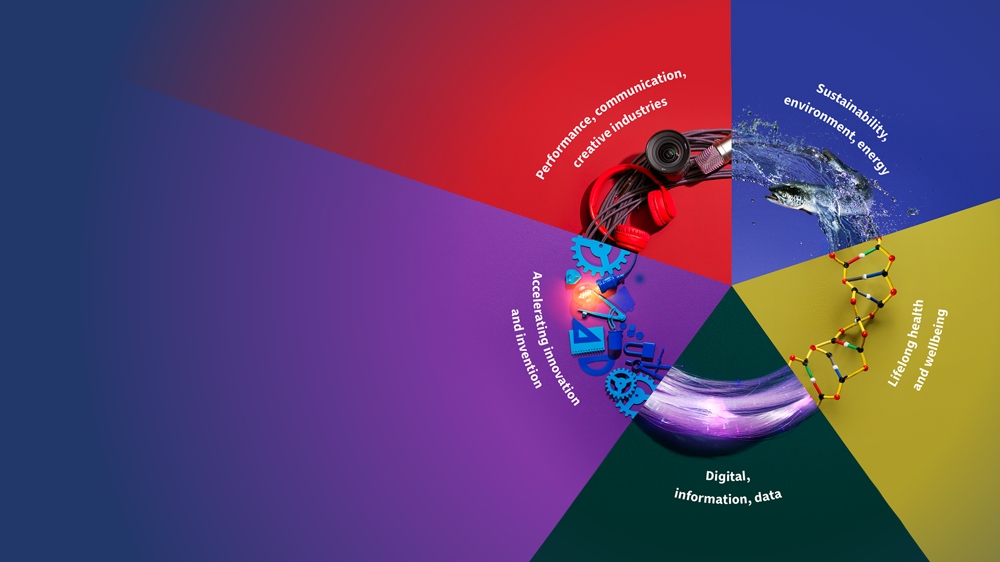 Performance, communication,
creative industries
Sustainability,
environment, energy
Accelerating innovation
and invention
Lifelong health
and wellbeing
Digital,
information, data